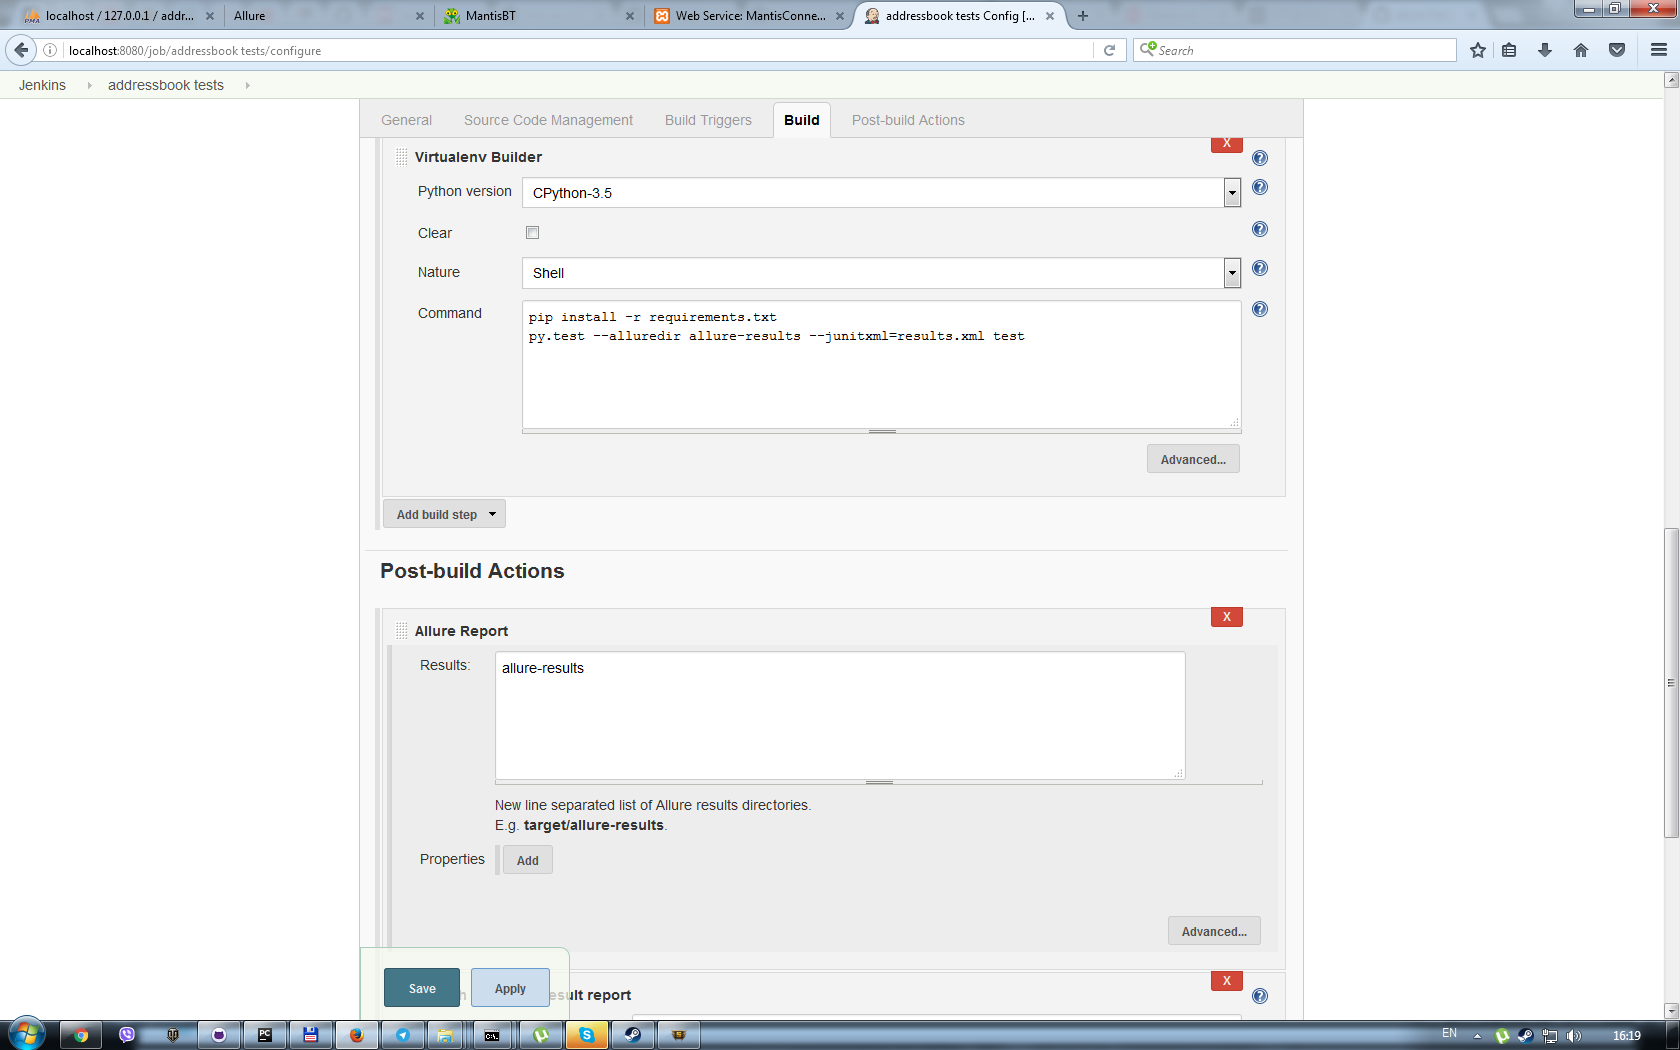 localhost / 127.0.0.1 / addr...
Allure
MantisBT
Web Service: MantisConne...
addressbook tests Config [...
localhost:8080/job/addressbook tests/configure
Search
Jenkins
addressbook tests
General
Source Code Management
Build Triggers
Build
Post-build Actions
X
Virtualenv Builder
Python version
CPython-3.5
Clear
Nature
Shell
Command
pip install -r requirements.txt
py.test --alluredir allure-results --junitxml=results.xml test
Advanced...
Add build step
Post-build Actions
X
Allure Report
Results:
allure-results
New line separated list of Allure results directories.
E.g. target/allure-results.
Properties
Add
Advanced...
X
Save
Apply
sult report
EN
16:19